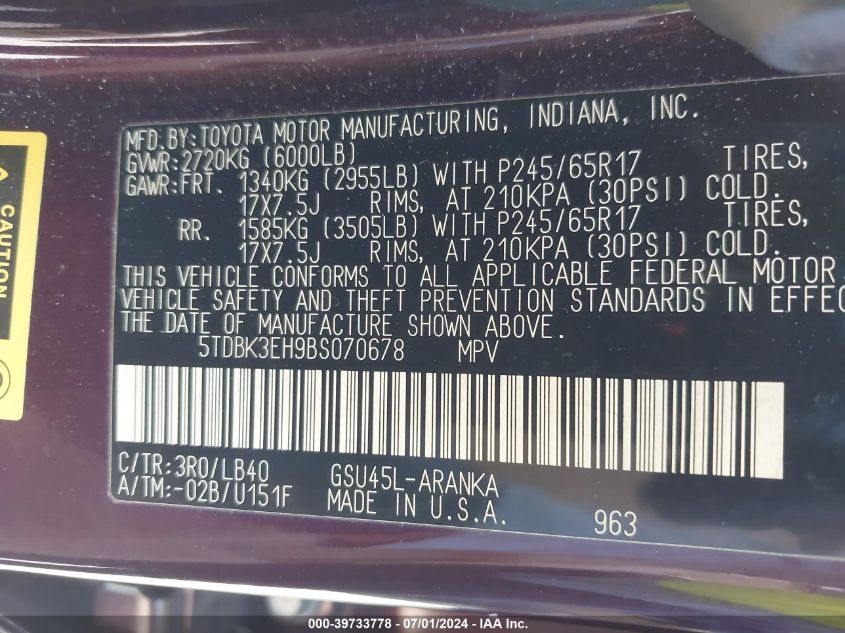 MFD.BY:TOYOTA MOTOR MANUFACTURING, INDIANA, INC.
GVWR:2720KG (6000LB)
GAWR:FRT. 1340KG (2955LB) WITH P245/65R17 TIRES,
17X7.5J RIMS, AT 210KPA (30PSI) COLD.
RR. 1585KG (3505LB) WITH P245/65R17 TIRES,
17X7.5J RIMS, AT 210KPA (30PSI) COLD.
THIS VEHICLE CONFORMS TO ALL APPLICABLE FEDERAL MOTOR
VEHICLE SAFETY AND THEFT PREVENTION STANDARDS IN EFFEC
THE DATE OF MANUFACTURE SHOWN ABOVE.
5TDBK3EH9BS070678 MPV
C/TR:3R0/LB40 GSU45L-ARANKA
A/TM:-02B/U151F MADE IN U.S.A.
963
CAUTION
000-39733778 - 07/01/2024 - IAAI.com